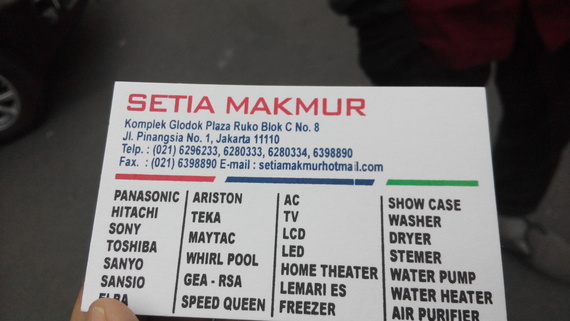 SETIA MAKMUR
Komplek Glodok Plaza Ruko Blok C No. 8
Jl. Pinangsia No. 1, Jakarta 11110
Telp. : (021) 6296233, 6280333, 6280334, 6398890
Fax. : (021) 6398890 E-mail : setiamakmurhotmail.com
PANASONIC
HITACHI
SONY
TOSHIBA
SANYO
SANSIO
ELBA
ARISTON
TEKA
MAYTAC
WHIRL POOL
GEA - RSA
SPEED QUEEN
AC
TV
LCD
LED
HOME THEATER
LEMARI ES
FREEZER
SHOW CASE
WASHER
DRYER
STEMER
WATER PUMP
WATER HEATER
AIR PURIFIER